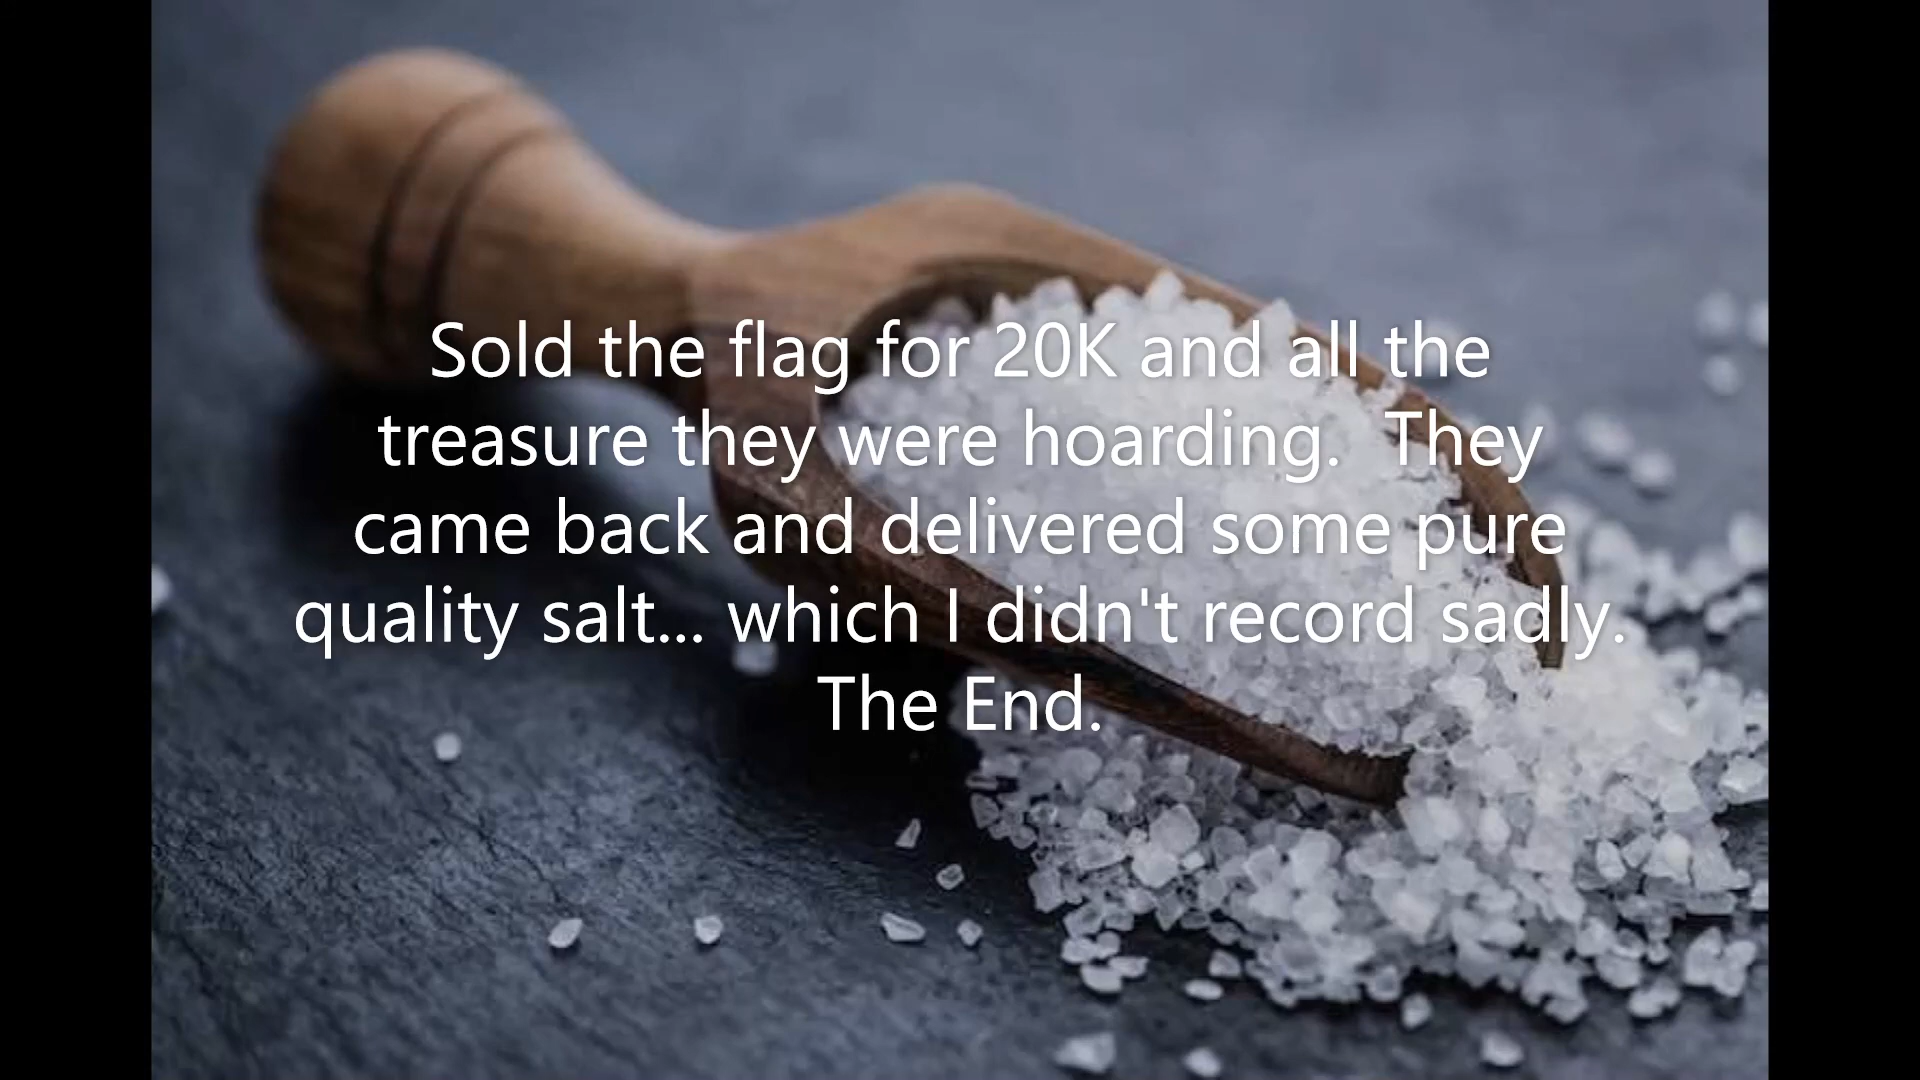 Sold the flag for 20K and all the
treasure they were hoarding.  They
came back and delivered some pure
quality salt... which I didn't record sadly.
The End.